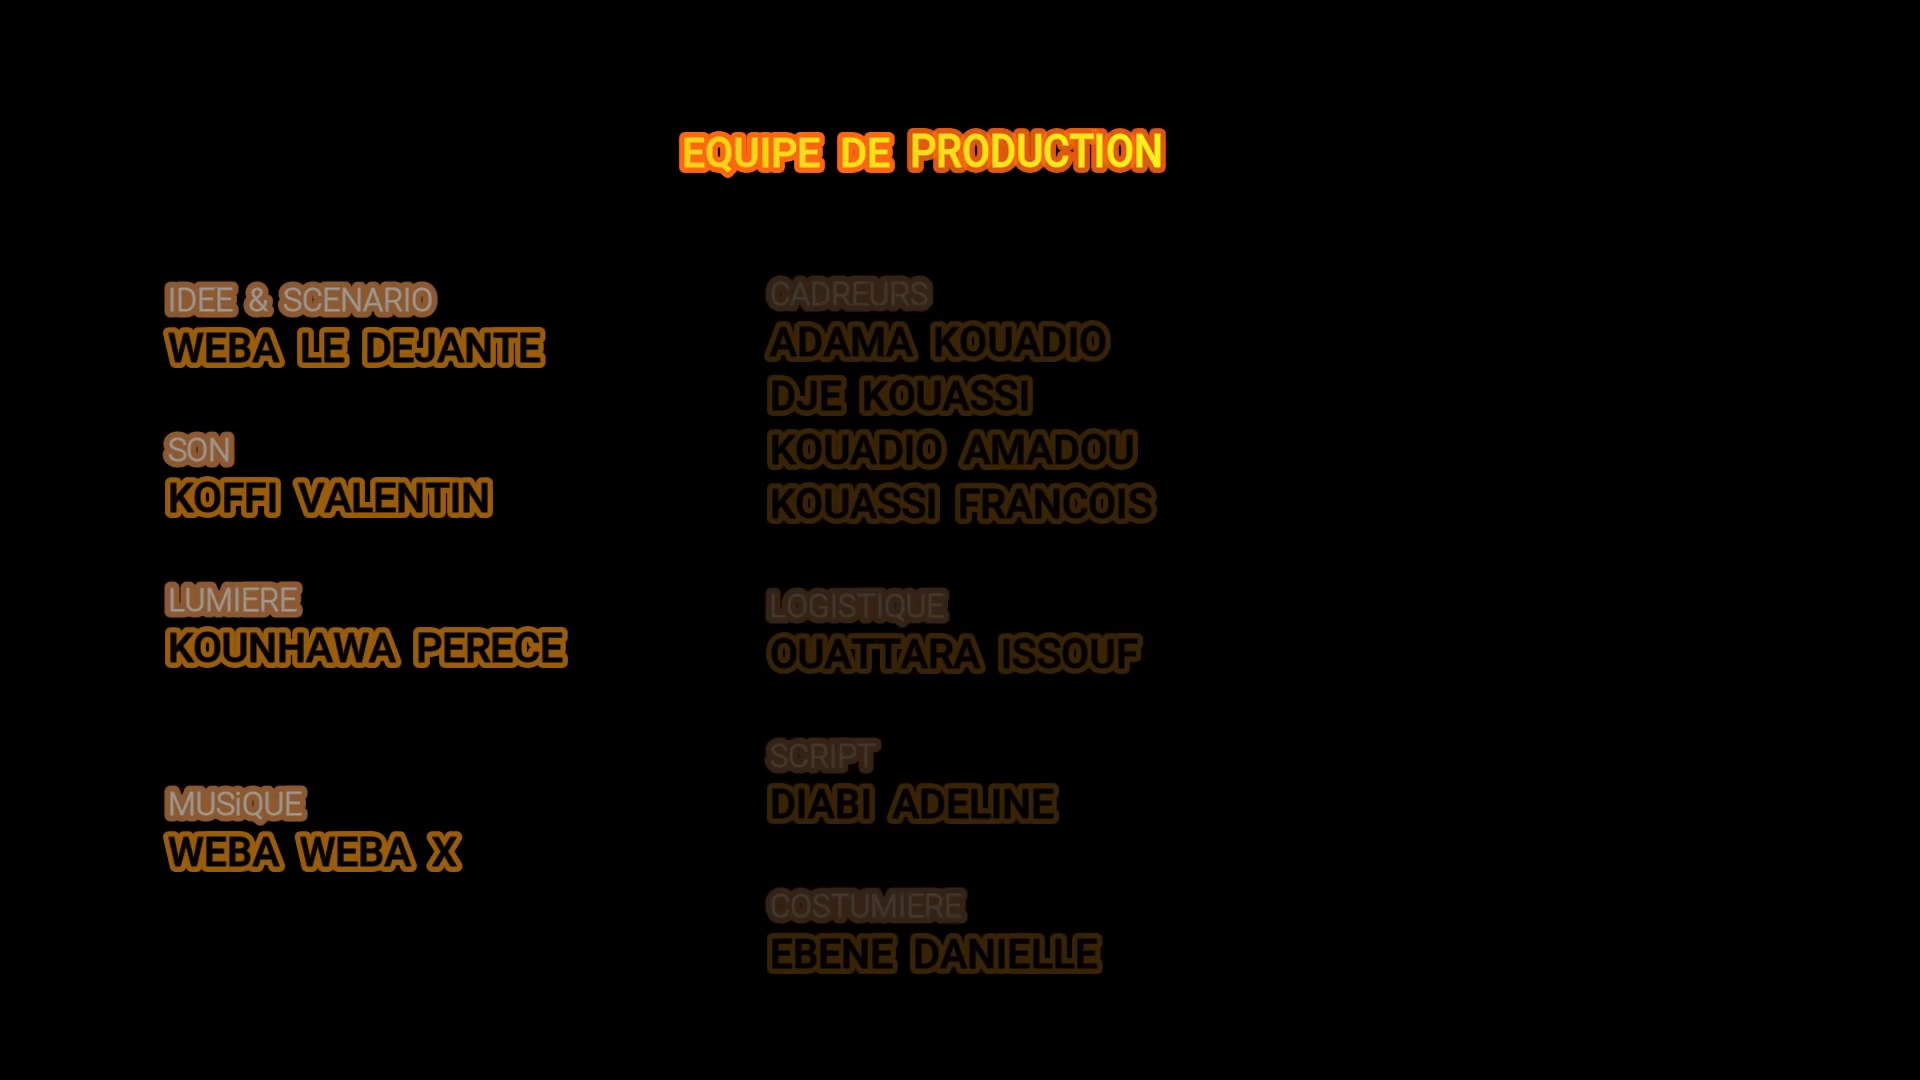 EQUIPE DE PRODUCTION
IDEE & SCENARIO
WEBA LE DEJANTE
SON
KOFFI VALENTIN
LUMIERE
KOUNHAWA PERECE
MUSiQUE
WEBA WEBA X
CADREURS
ADAMA KOUADIO
DJE KOUASSI
KOUADIO AMADOU
KOUASSI FRANCOIS
LOGISTIQUE
OUATTARA ISSOUF
SCRIPT
DIABI ADELINE
COSTUMIERE
EBENE DANIELLE